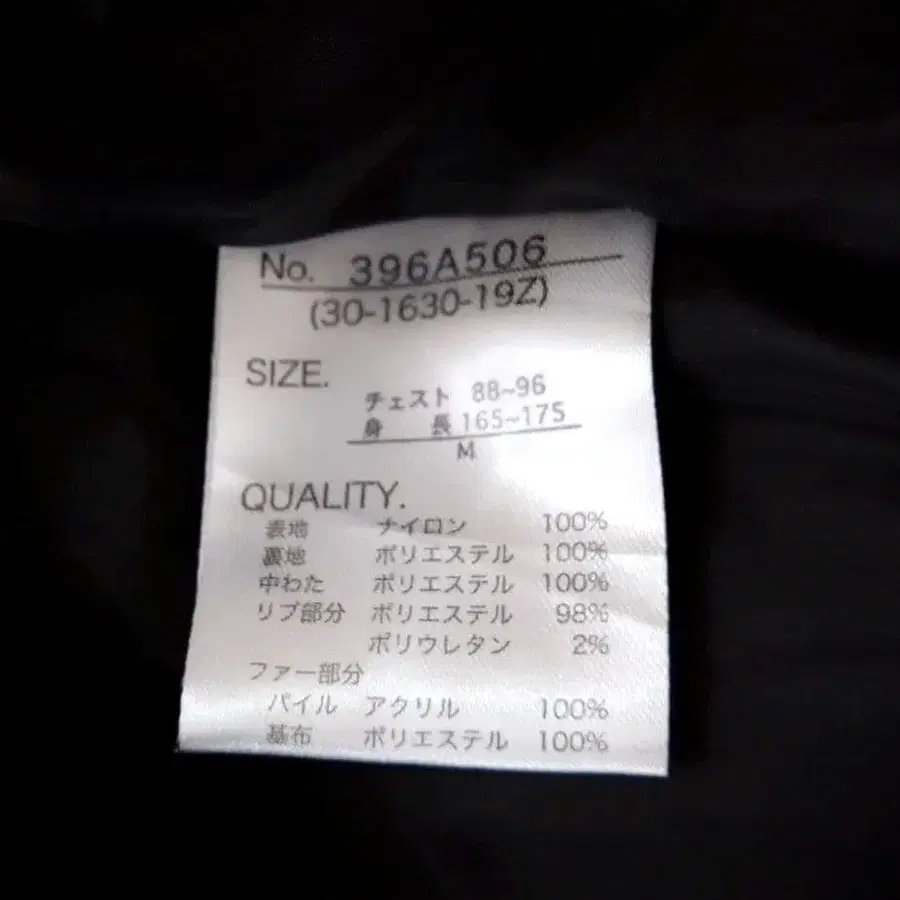 No. 396A506
(30-1630-19Z)
SIZE.
チェスト 88~96
身 長 165~175
M
QUALITY.
表地 ナイロン 100%
裏地 ポリエステル 100%
中わた ポリエステル 100%
リブ部分 ポリエステル 98%
ポリウレタン 2%
ファー部分
パイル アクリル 100%
基布 ポリエステル 100%